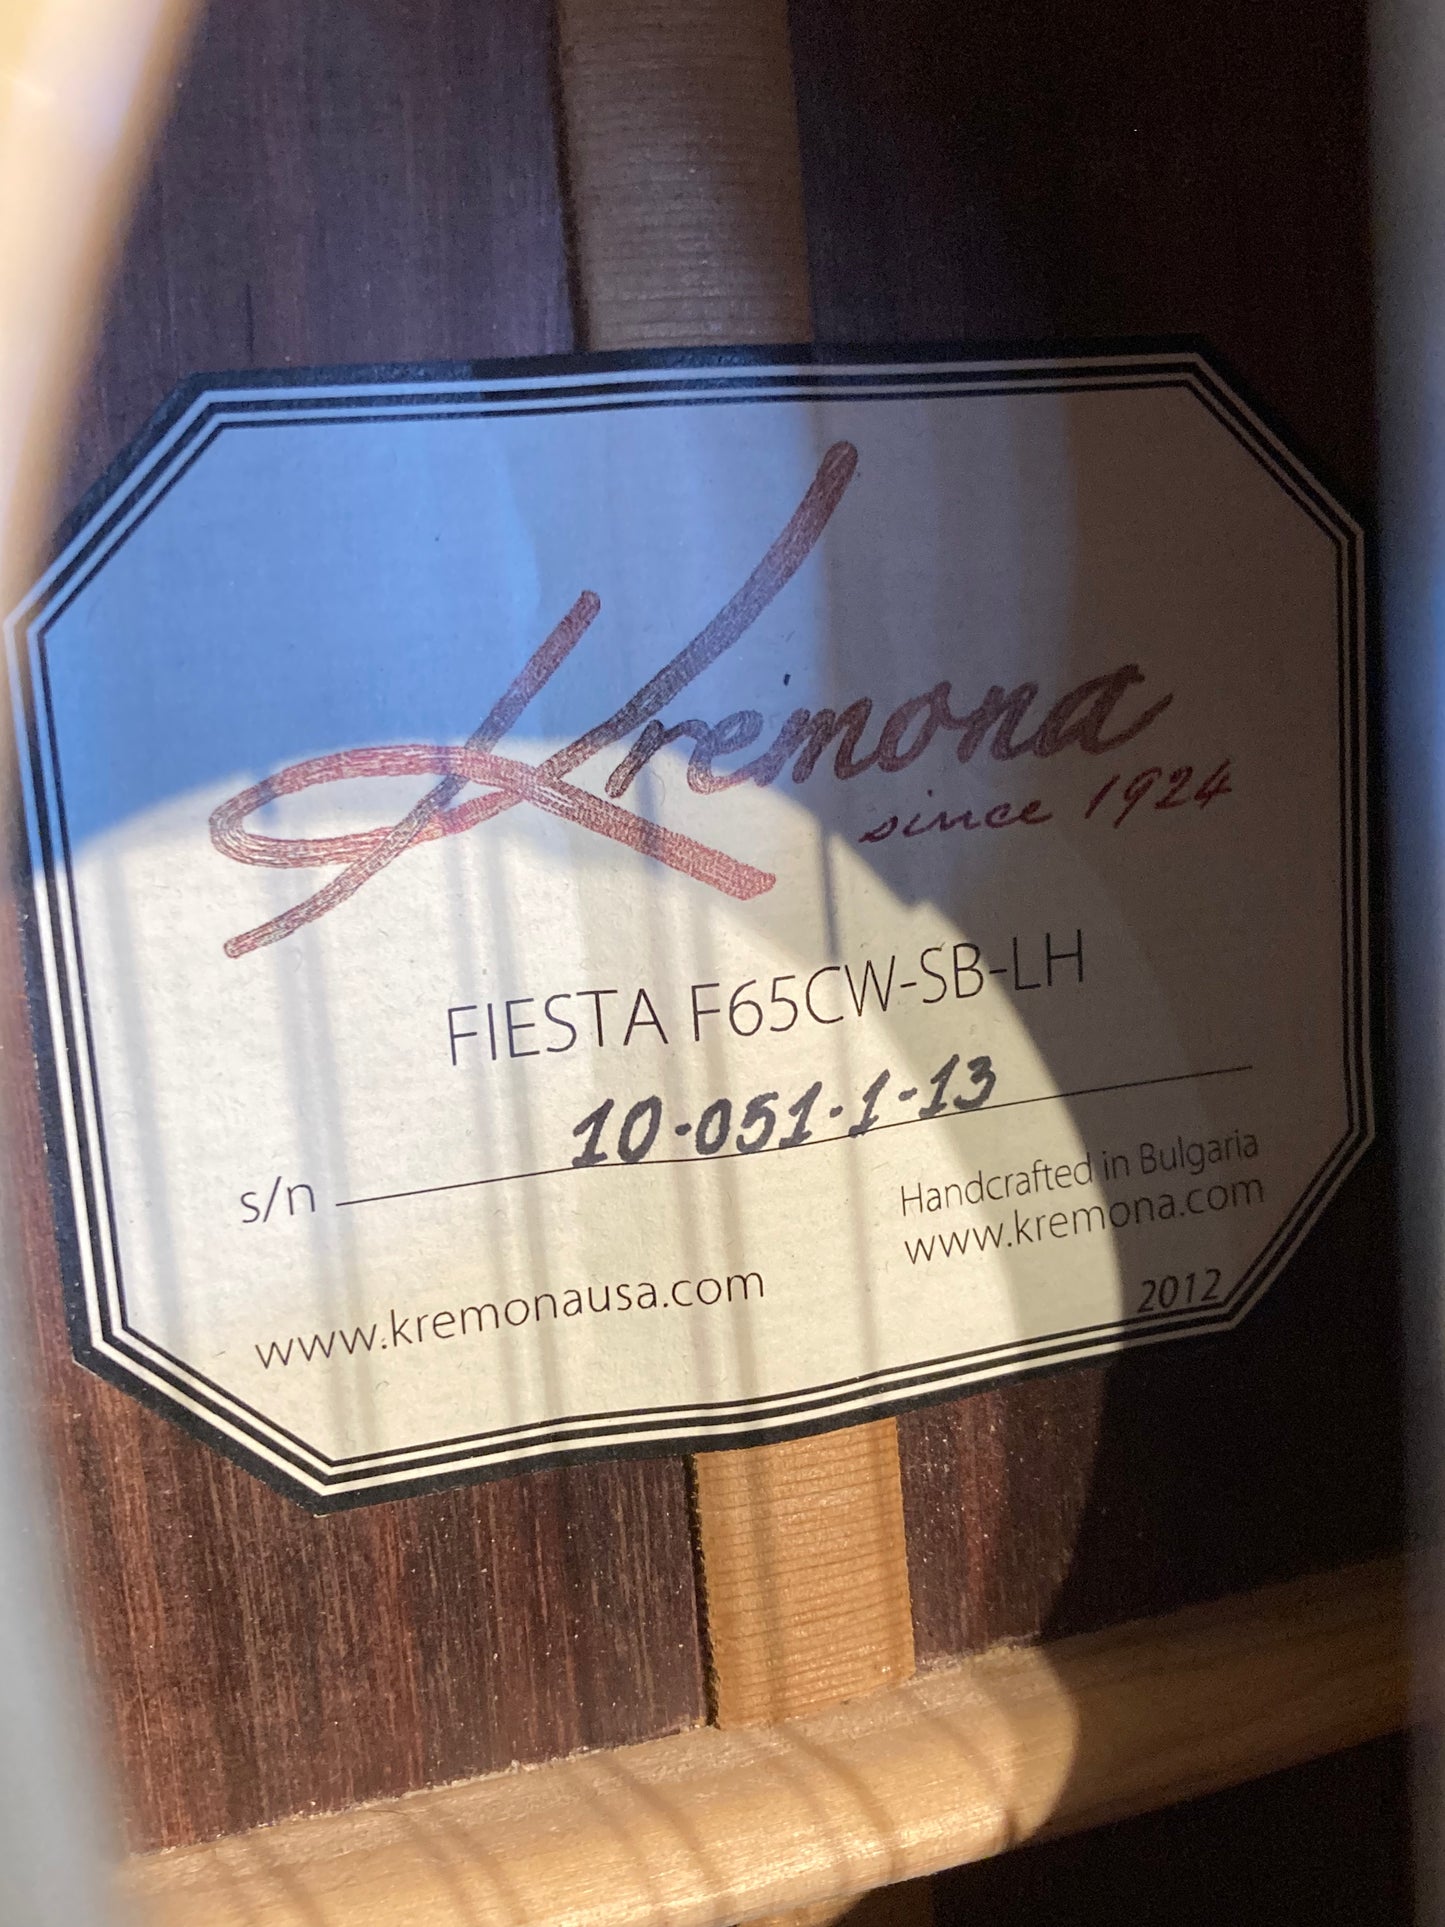 Kremona
since 1924
FIESTA F65CW-SB-LH
s/n 10-051-1-13
Handcrafted in Bulgaria
www.kremona.com
www.kremonausa.com
2012